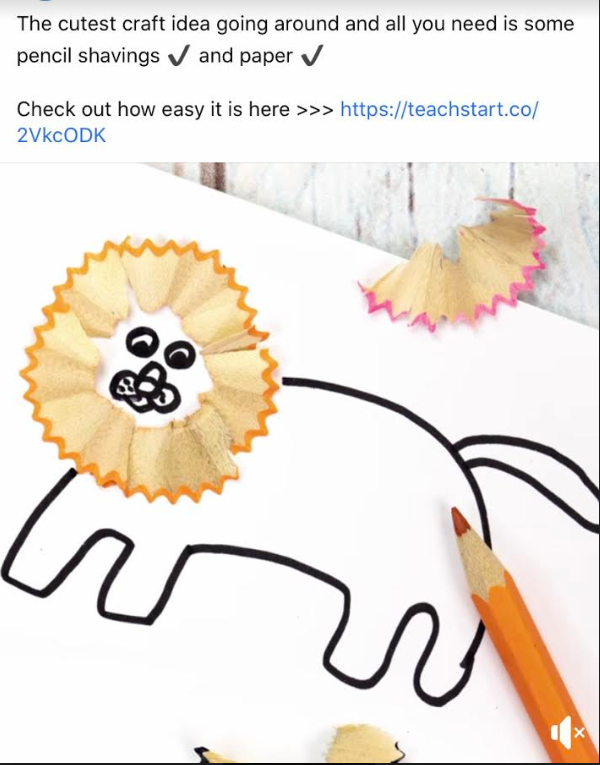 The cutest craft idea going around and all you need is some
pencil shavings ✔ and paper ✔
Check out how easy it is here >>> https://teachstart.co/
2VkcODK